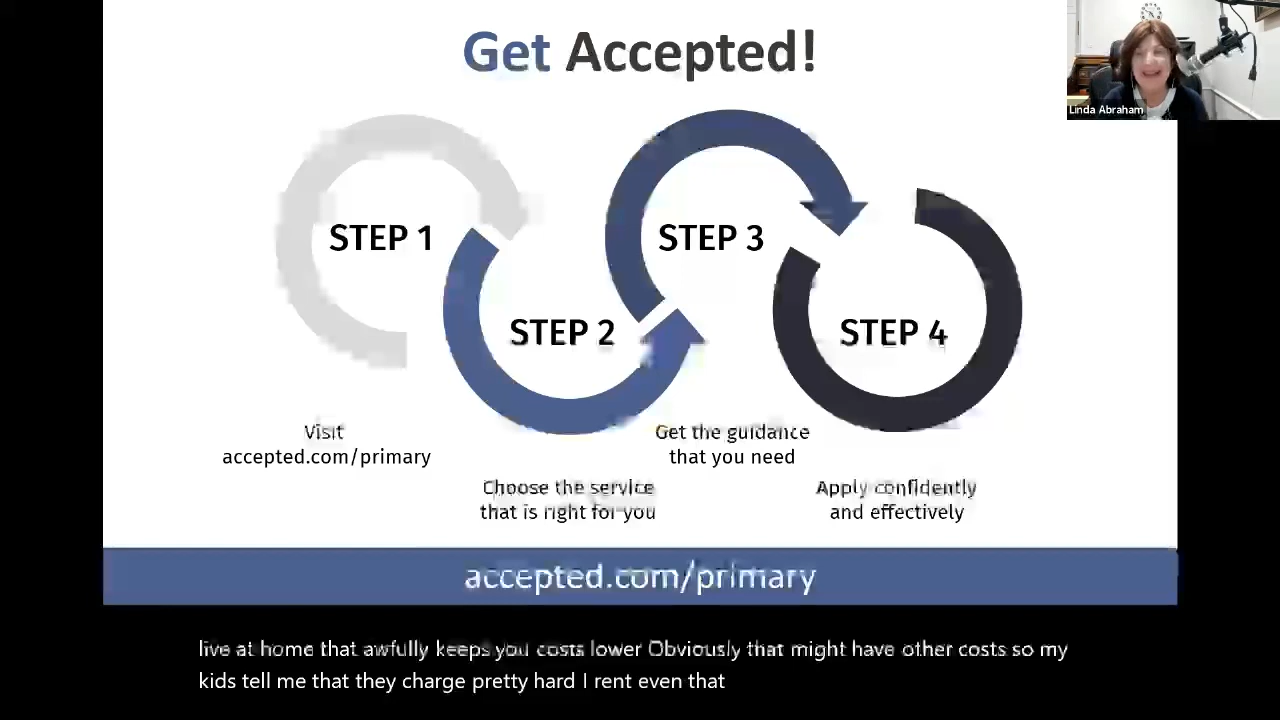 Get Accepted!
Linda Abraham
STEP 1
STEP 3
STEP 2
STEP 4
Visit
accepted.com/primary
Get the guidance
that you need
Choose the service
that is right for you
Apply confidently
and effectively
accepted.com/primary
live at home that awfully keeps you costs lower Obviously that might have other costs so my
kids tell me that they charge pretty hard I rent even that